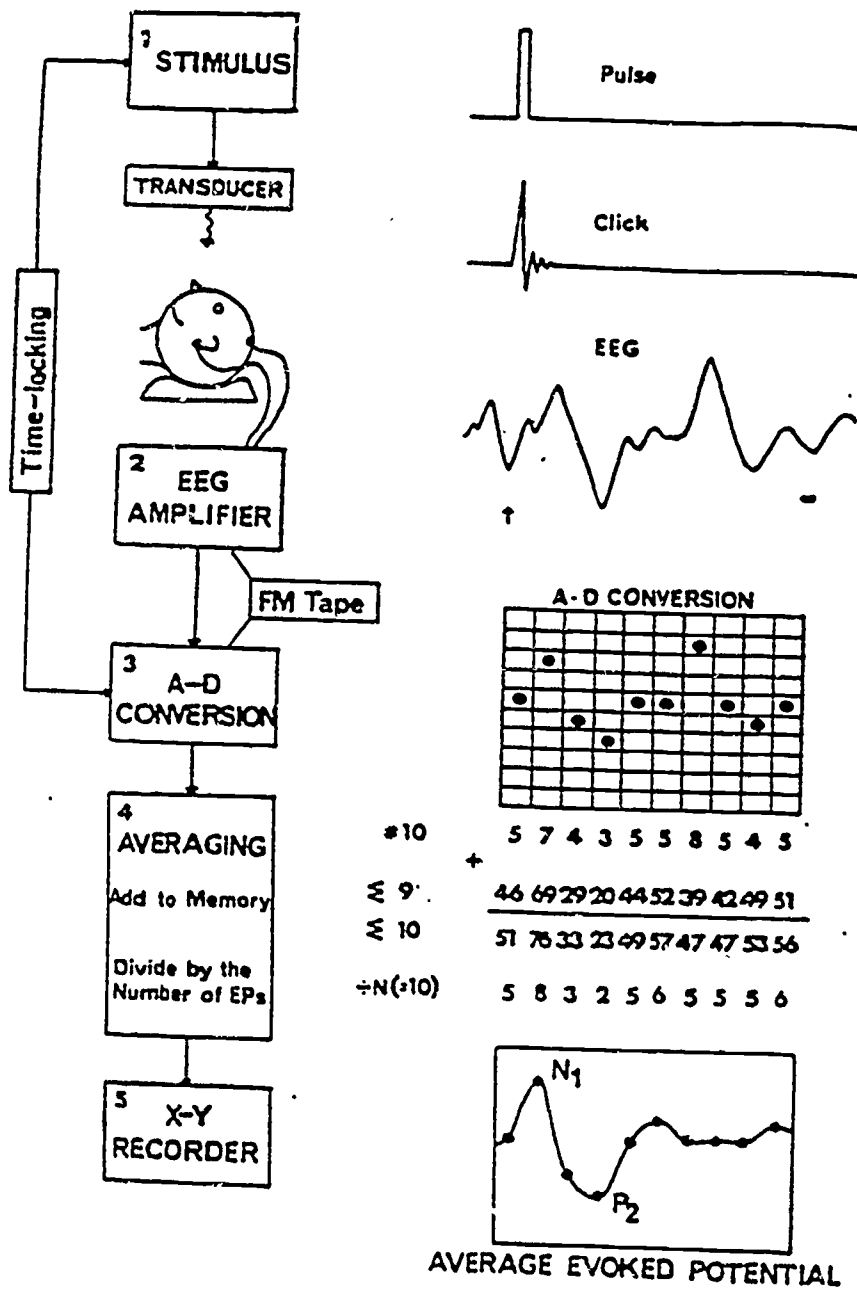 1
STIMULUS
TRANSDUCER
Time-locking
2
EEG
AMPLIFIER
FM Tape
3
A-D
CONVERSION
4
AVERAGING
Add to Memory
Divide by the
Number of EPs
5
X-Y
RECORDER
Pulse
Click
EEG
A-D CONVERSION
#10 5 7 4 3 5 5 8 5 4 5
+
Σ 9 46 69 29 20 44 52 39 42 49 51
Σ 10 51 76 33 23 49 57 47 47 53 56
÷N(=10) 5 8 3 2 5 6 5 5 5 6
N1
P2
AVERAGE EVOKED POTENTIAL